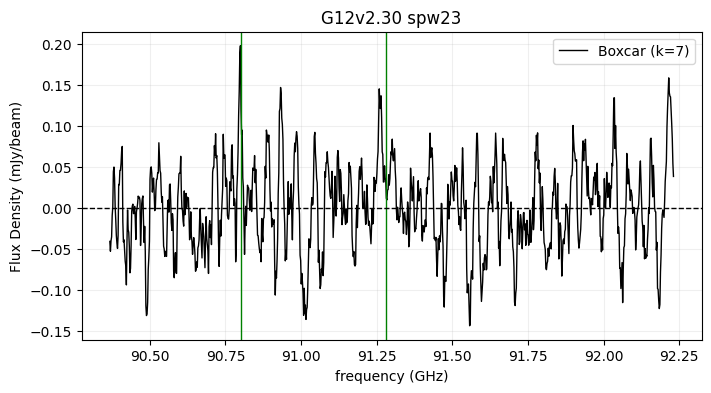 G12v2.30 spw23
Boxcar (k=7)
Flux Density (mJy/beam)
0.20
0.15
0.10
0.05
0.00
−0.05
−0.10
−0.15
90.50 90.75 91.00 91.25 91.50 91.75 92.00 92.25
frequency (GHz)